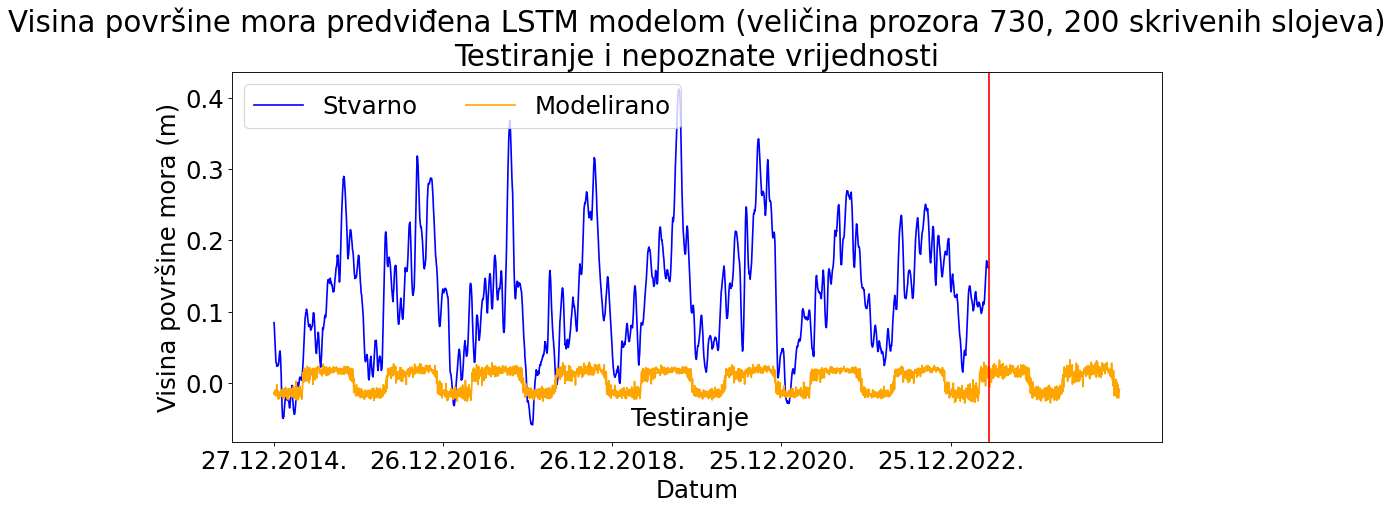 Visina površine mora predviđena LSTM modelom (veličina prozora 730, 200 skrivenih slojeva)
Testiranje i nepoznate vrijednosti
Stvarno
Modelirano
Visina površine mora (m)
0.4
0.3
0.2
0.1
0.0
Testiranje
27.12.2014.
26.12.2016.
26.12.2018.
25.12.2020.
25.12.2022.
Datum